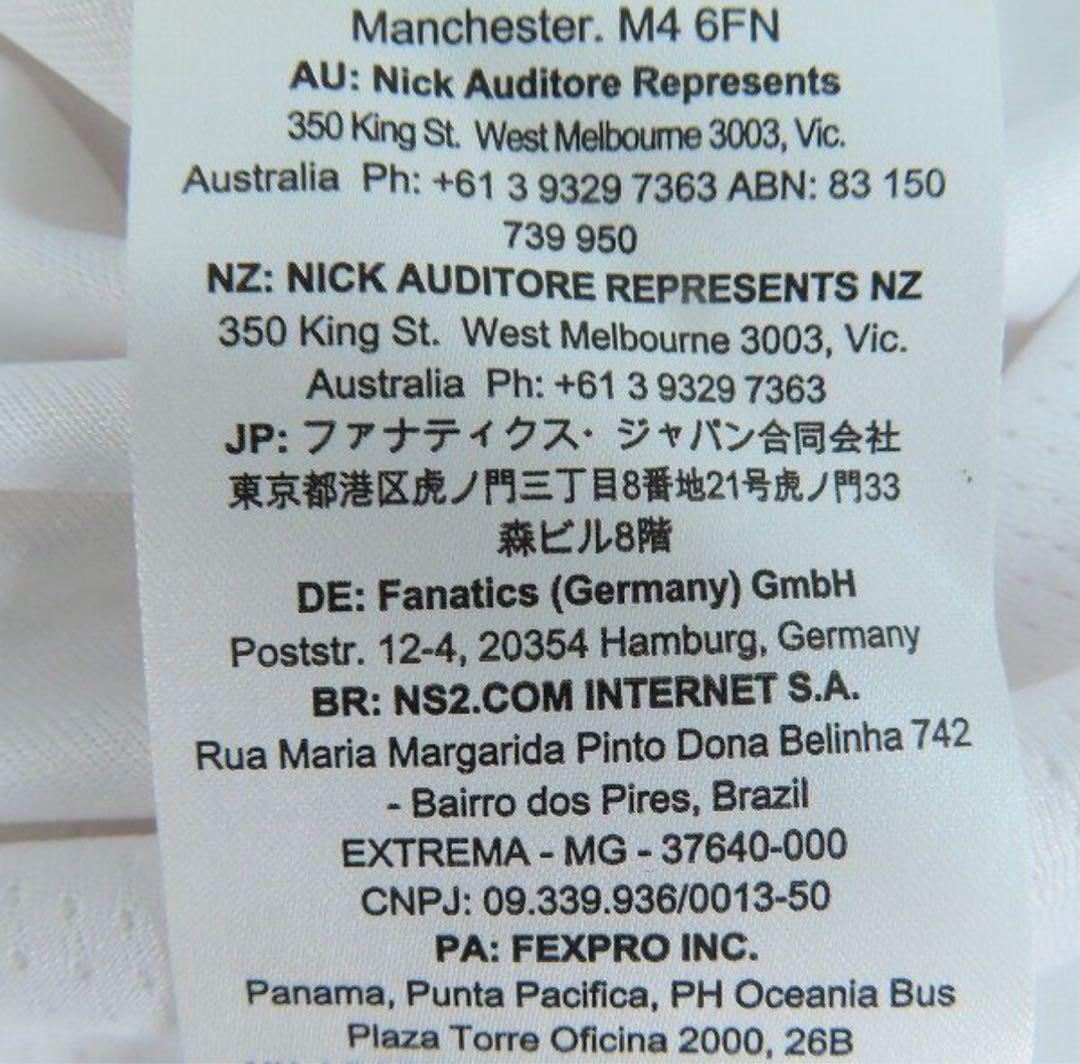 Manchester. M4 6FN
AU: Nick Auditore Represents
350 King St. West Melbourne 3003, Vic.
Australia Ph: +61 3 9329 7363 ABN: 83 150
739 950
NZ: NICK AUDITORE REPRESENTS NZ
350 King St. West Melbourne 3003, Vic.
Australia Ph: +61 3 9329 7363
JP: ファナティクス・ ジャパン合同会社
東京都港区虎ノ門三丁目8番地21号虎ノ門33
森ビル8階
DE: Fanatics (Germany) GmbH
Poststr. 12-4, 20354 Hamburg, Germany
BR: NS2.COM INTERNET S.A.
Rua Maria Margarida Pinto Dona Belinha 742
- Bairro dos Pires, Brazil
EXTREMA - MG - 37640-000
CNPJ: 09.339.936/0013-50
PA: FEXPRO INC.
Panama, Punta Pacifica, PH Oceania Bus
Plaza Torre Oficina 2000, 26B